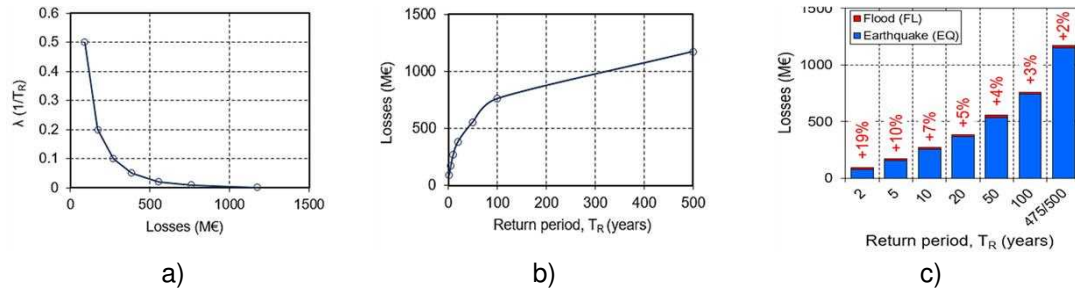 0.6
0.5
0.4
0.3
0.2
0.1
0
λ (1/TR)
0 500 1000 1500
Losses (M€)
a)
1500
1000
500
0
Losses (M€)
0 100 200 300 400 500
Return period, TR (years)
b)
1500
1000
500
0
Losses (M€)
Flood (FL)
Earthquake (EQ)
+19%
+10%
+7%
+5%
+4%
+3%
+2%
2 5 10 20 50 100 475/500
Return period, TR (years)
c)